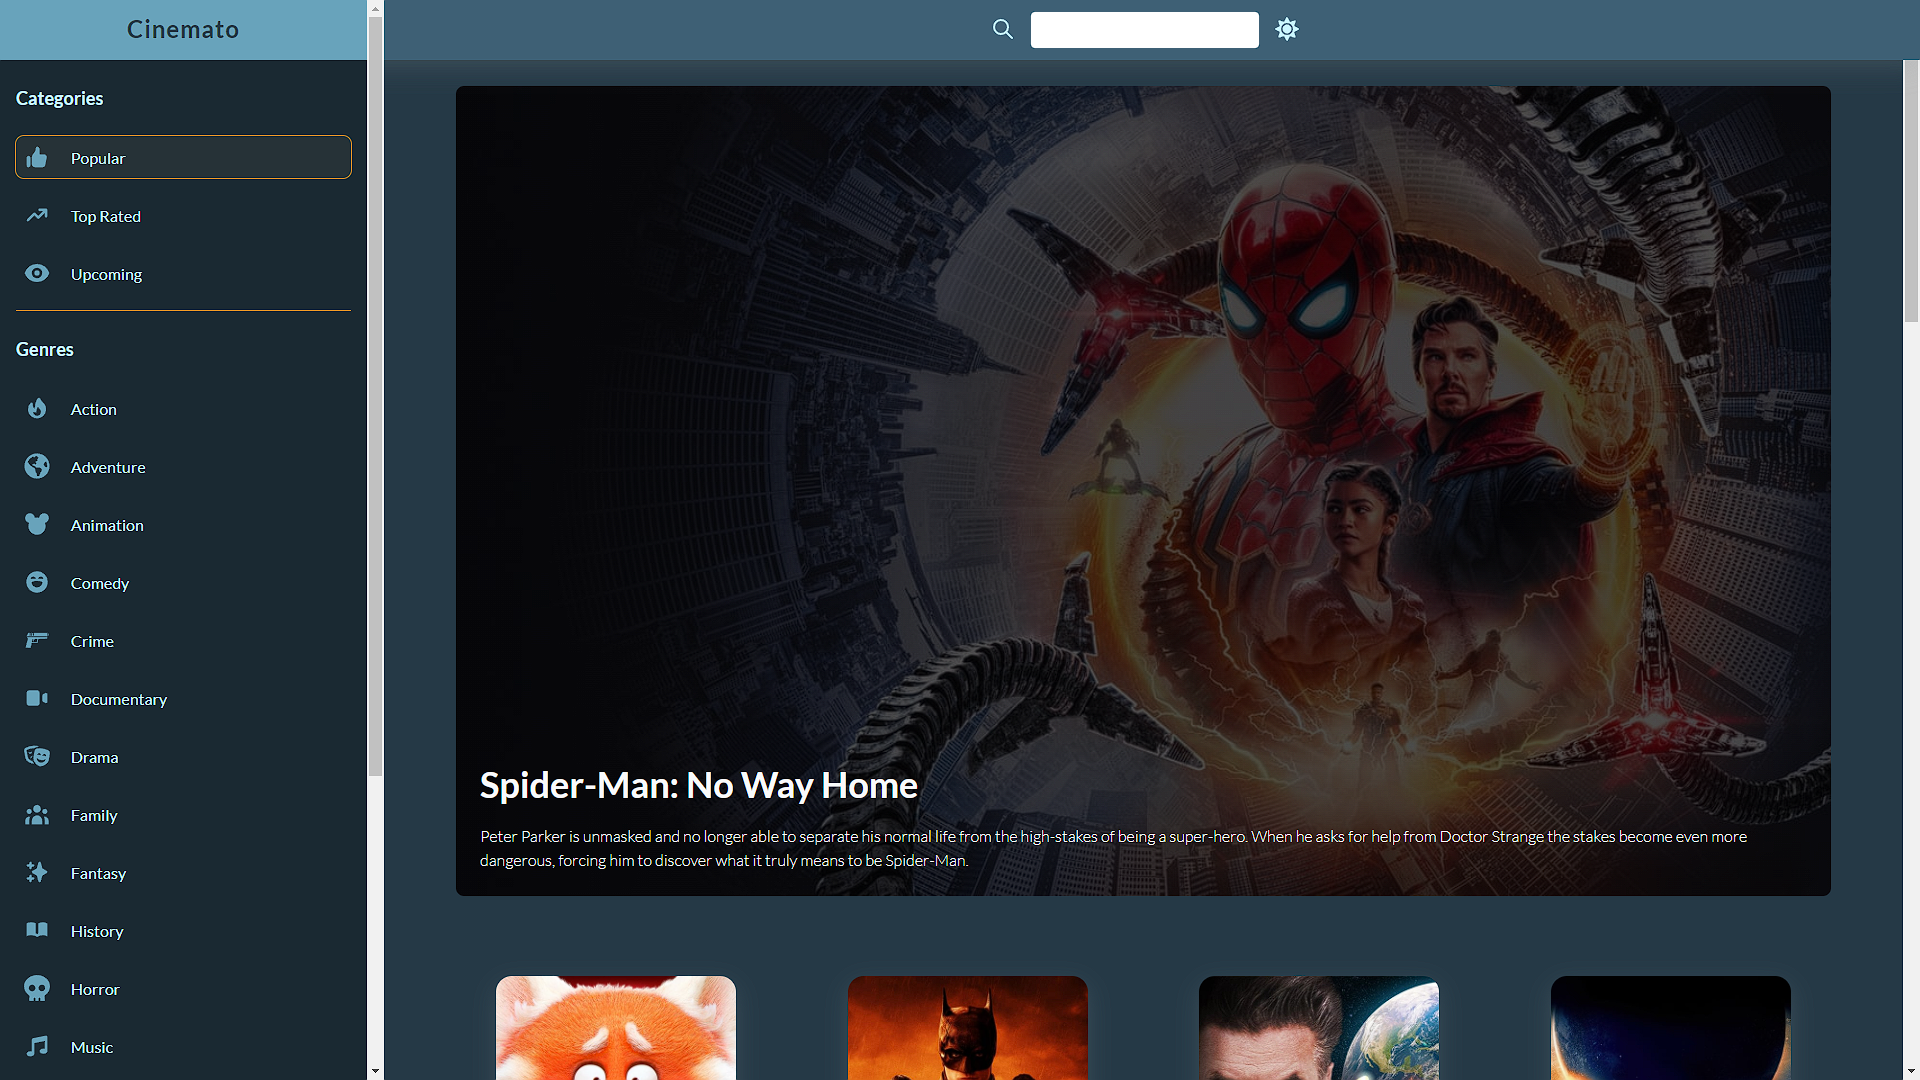 Cinemato
Categories
Popular
Top Rated
Upcoming
Genres
Action
Adventure
Animation
Comedy
Crime
Documentary
Drama
Family
Fantasy
History
Horror
Music
Spider-Man: No Way Home
Peter Parker is unmasked and no longer able to separate his normal life from the high-stakes of being a super-hero. When he asks for help from Doctor Strange the stakes become even more
dangerous, forcing him to discover what it truly means to be Spider-Man.